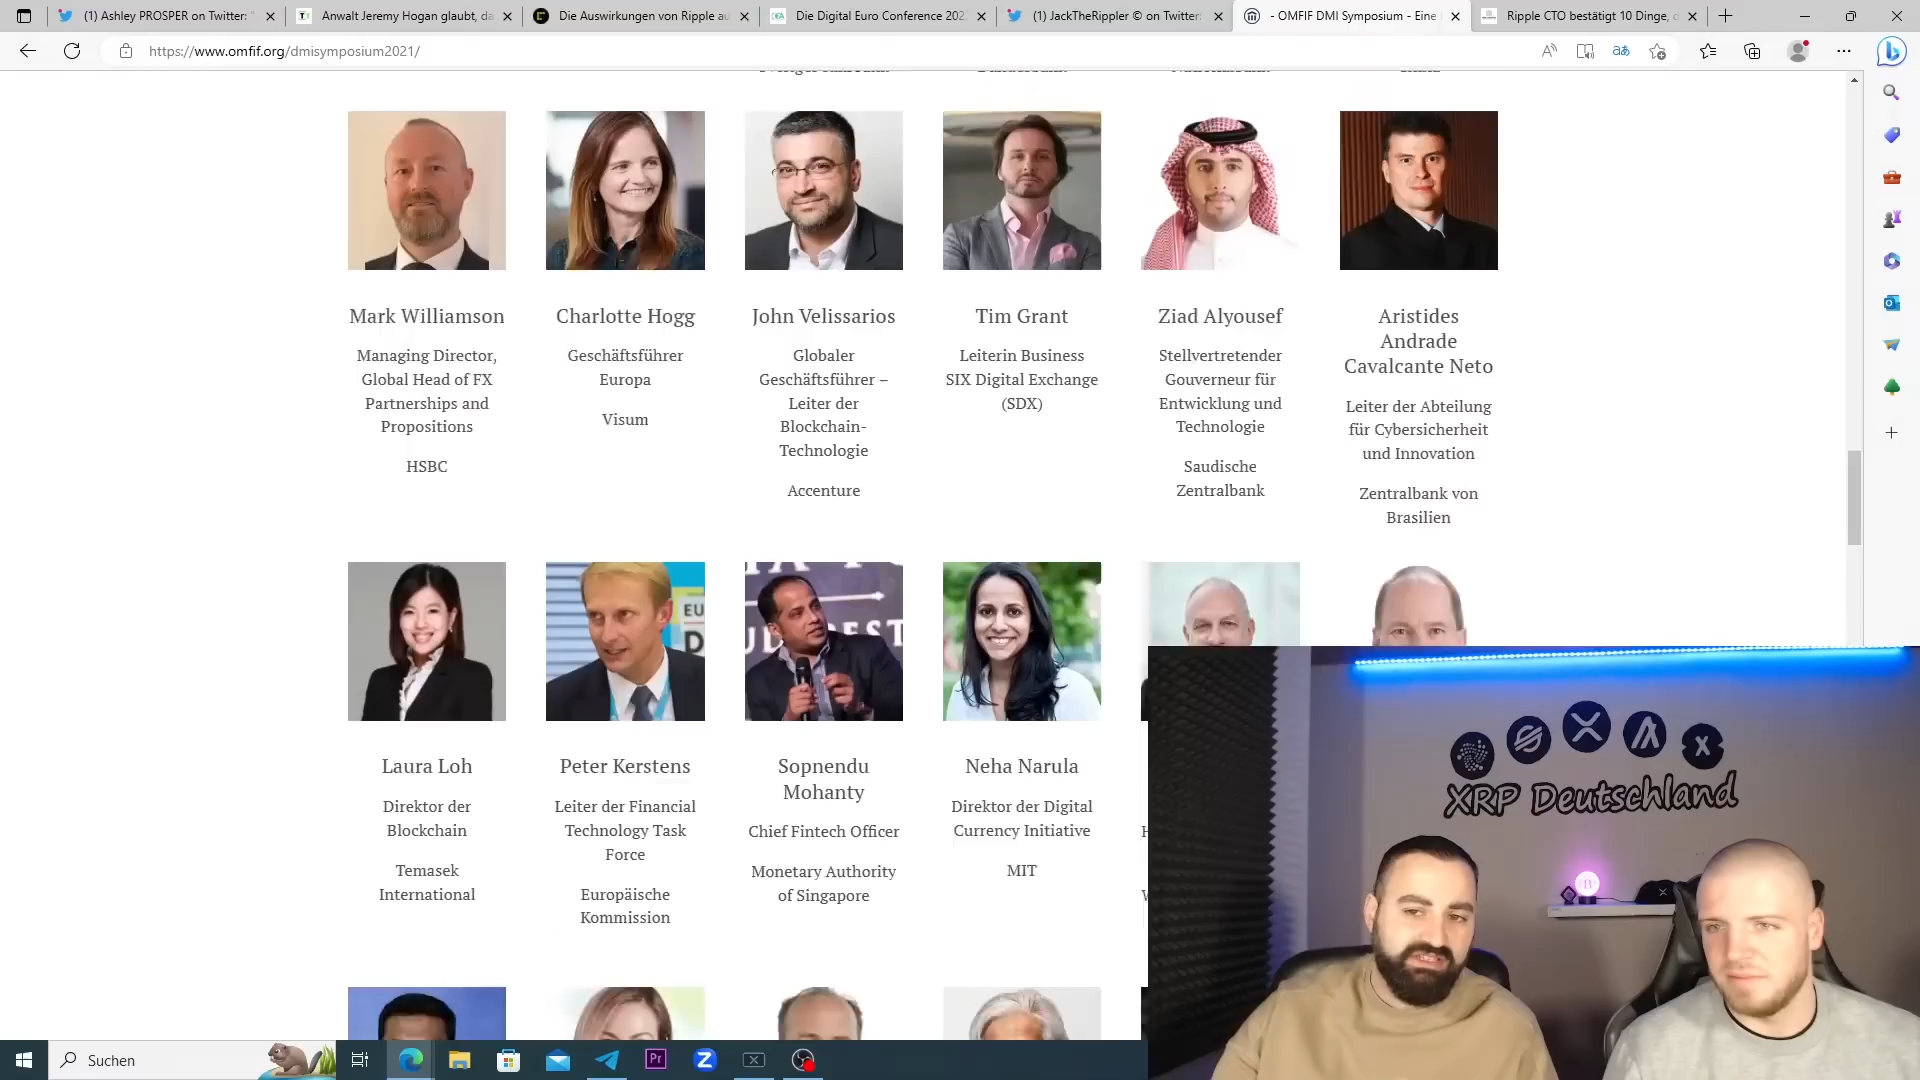 (1) Ashley PROSPER on Twitter: "
Anwalt Jeremy Hogan glaubt, da
Die Auswirkungen von Ripple au
Die Digital Euro Conference 202
(1) JackTheRippler © on Twitter:
- OMFIF DMI Symposium - Eine
Ripple CTO bestätigt 10 Dinge,
https://www.omfif.org/dmisymposium2021/
Mark Williamson
Managing Director,
Global Head of FX
Partnerships and
Propositions
HSBC
Charlotte Hogg
Geschäftsführer
Europa
Visum
John Velissarios
Globaler
Geschäftsführer –
Leiter der
Blockchain-
Technologie
Accenture
Tim Grant
Leiterin Business
SIX Digital Exchange
(SDX)
Ziad Alyousef
Stellvertretender
Gouverneur für
Entwicklung und
Technologie
Saudische
Zentralbank
Aristides
Andrade
Cavalcante Neto
Leiter der Abteilung
für Cybersicherheit
und Innovation
Zentralbank von
Brasilien
Laura Loh
Direktor der
Blockchain
Temasek
International
Peter Kerstens
Leiter der Financial
Technology Task
Force
Europäische
Kommission
Sopnendu
Mohanty
Chief Fintech Officer
Monetary Authority
of Singapore
Neha Narula
Direktor der Digital
Currency Initiative
MIT
XRP Deutschland
Suchen